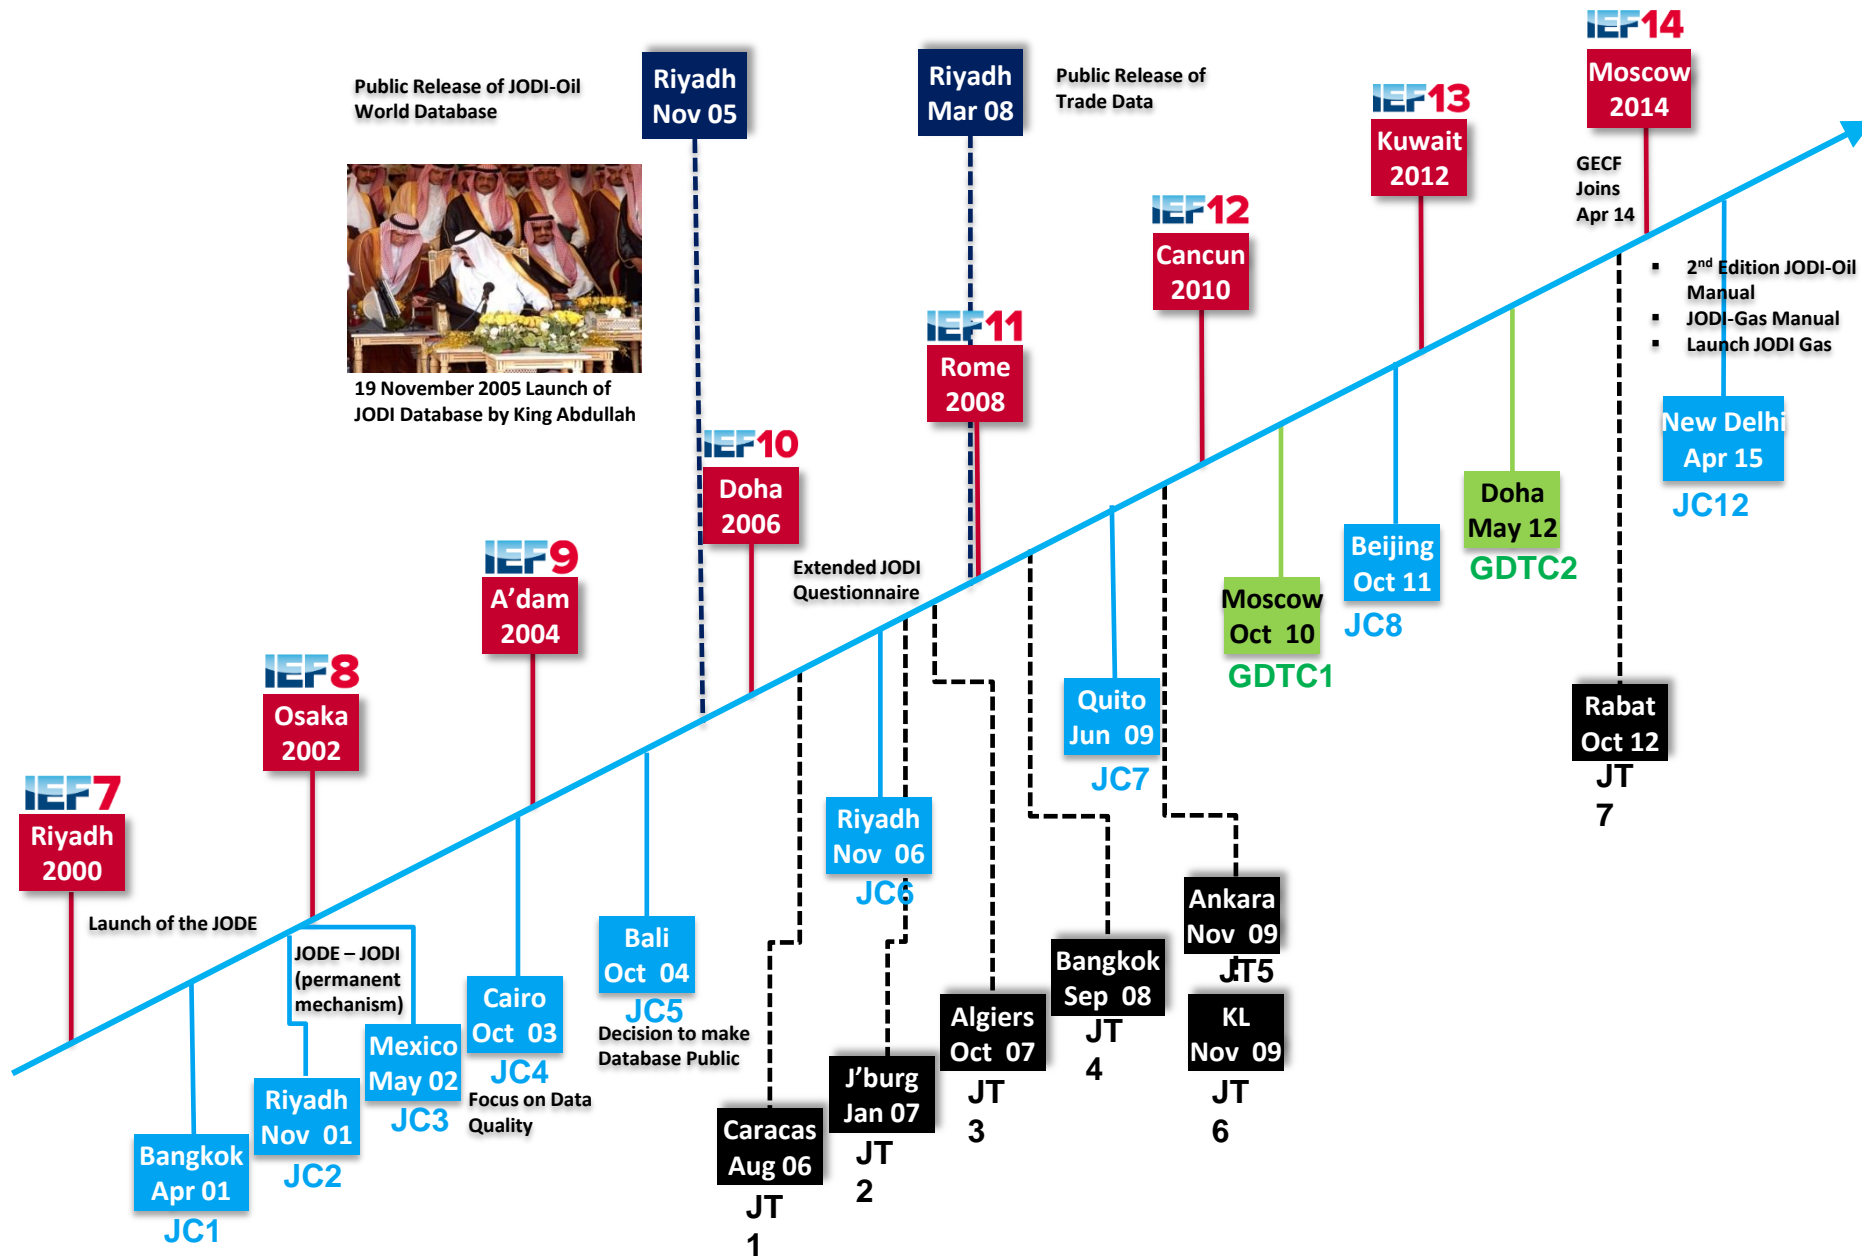 IEF14
Moscow
2014
Public Release of JODI-Oil
World Database
Riyadh
Nov 05
Riyadh
Mar 08
Public Release of
Trade Data
IEF13
Kuwait
2012
GECF
Joins
Apr 14
IEF12
Cancun
2010
2nd Edition JODI-Oil
Manual
JODI-Gas Manual
Launch JODI Gas
19 November 2005 Launch of
JODI Database by King Abdullah
IEF11
Rome
2008
New Delhi
Apr 15
JC12
IEF10
Doha
2006
Doha
May 12
GDTC2
IEF9
A'dam
2004
Extended JODI
Questionnaire
Beijing
Oct 11
JC8
Moscow
Oct 10
GDTC1
IEF8
Osaka
2002
Quito
Jun 09
JC7
Rabat
Oct 12
JT
7
IEF7
Riyadh
2000
Riyadh
Nov 06
JC6
Launch of the JODE
JODE – JODI
(permanent
mechanism)
Bali
Oct 04
JC5
Decision to make
Database Public
Ankara
Nov 09
JT5
Cairo
Oct 03
JC4
Focus on Data
Quality
Bangkok
Sep 08
JT
4
Algiers
Oct 07
JT
3
KL
Nov 09
JT
6
Mexico
May 02
JC3
Riyadh
Nov 01
JC2
J'burg
Jan 07
JT
2
Caracas
Aug 06
JT
1
Bangkok
Apr 01
JC1